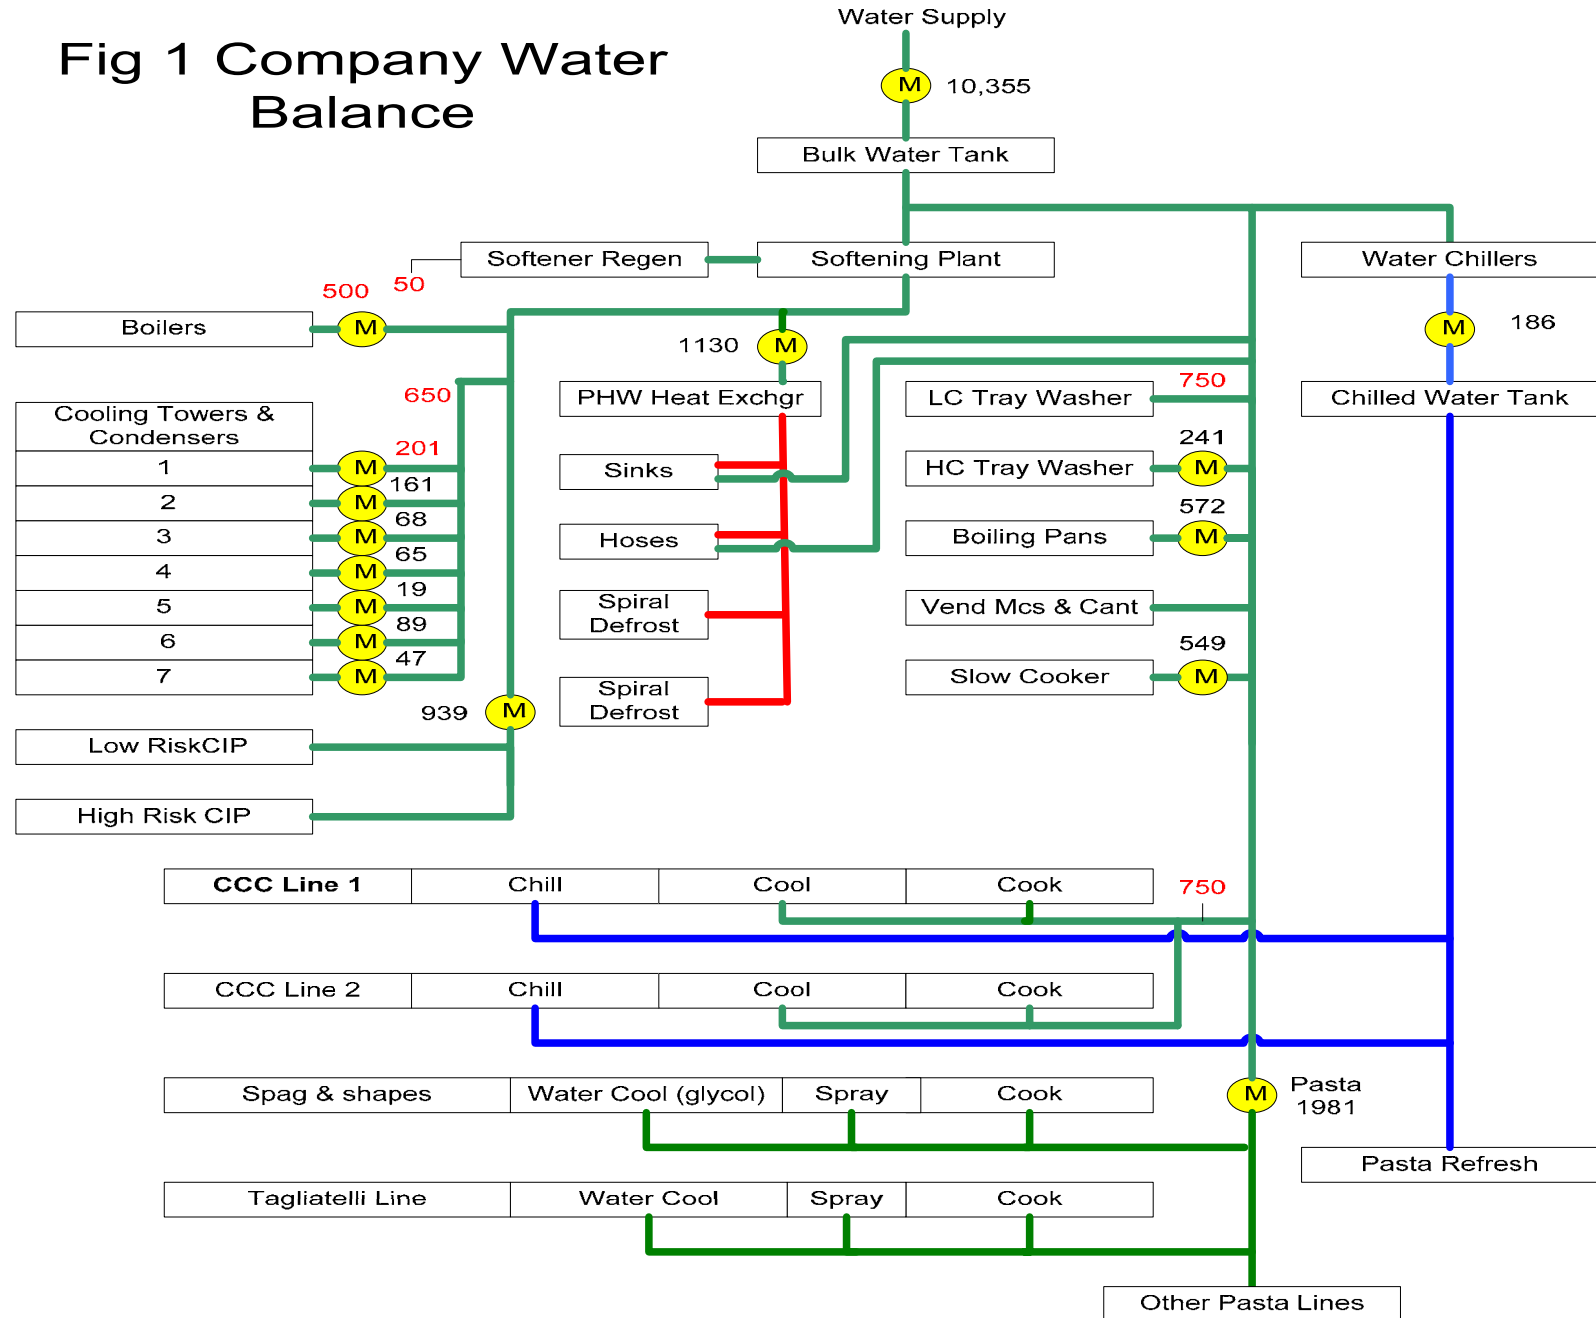 Fig 1 Company Water
Balance
Water Supply
M
10,355
Bulk Water Tank
Softener Regen
Softening Plant
Water Chillers
50
500
Boilers
M
1130
M
M
186
650
PHW Heat Exchgr
750
LC Tray Washer
Chilled Water Tank
Cooling Towers &
Condensers
201
1
M
161
2
M
68
3
M
65
4
M
19
5
M
89
6
M
47
7
M
Sinks
Hoses
Spiral
Defrost
Spiral
Defrost
241
HC Tray Washer
M
572
Boiling Pans
M
Vend Mcs & Cant
549
Slow Cooker
M
939
M
Low RiskCIP
High Risk CIP
CCC Line 1
Chill
Cool
Cook
750
CCC Line 2
Chill
Cool
Cook
Spag & shapes
Water Cool (glycol)
Spray
Cook
M
Pasta
1981
Pasta Refresh
Tagliatelli Line
Water Cool
Spray
Cook
Other Pasta Lines